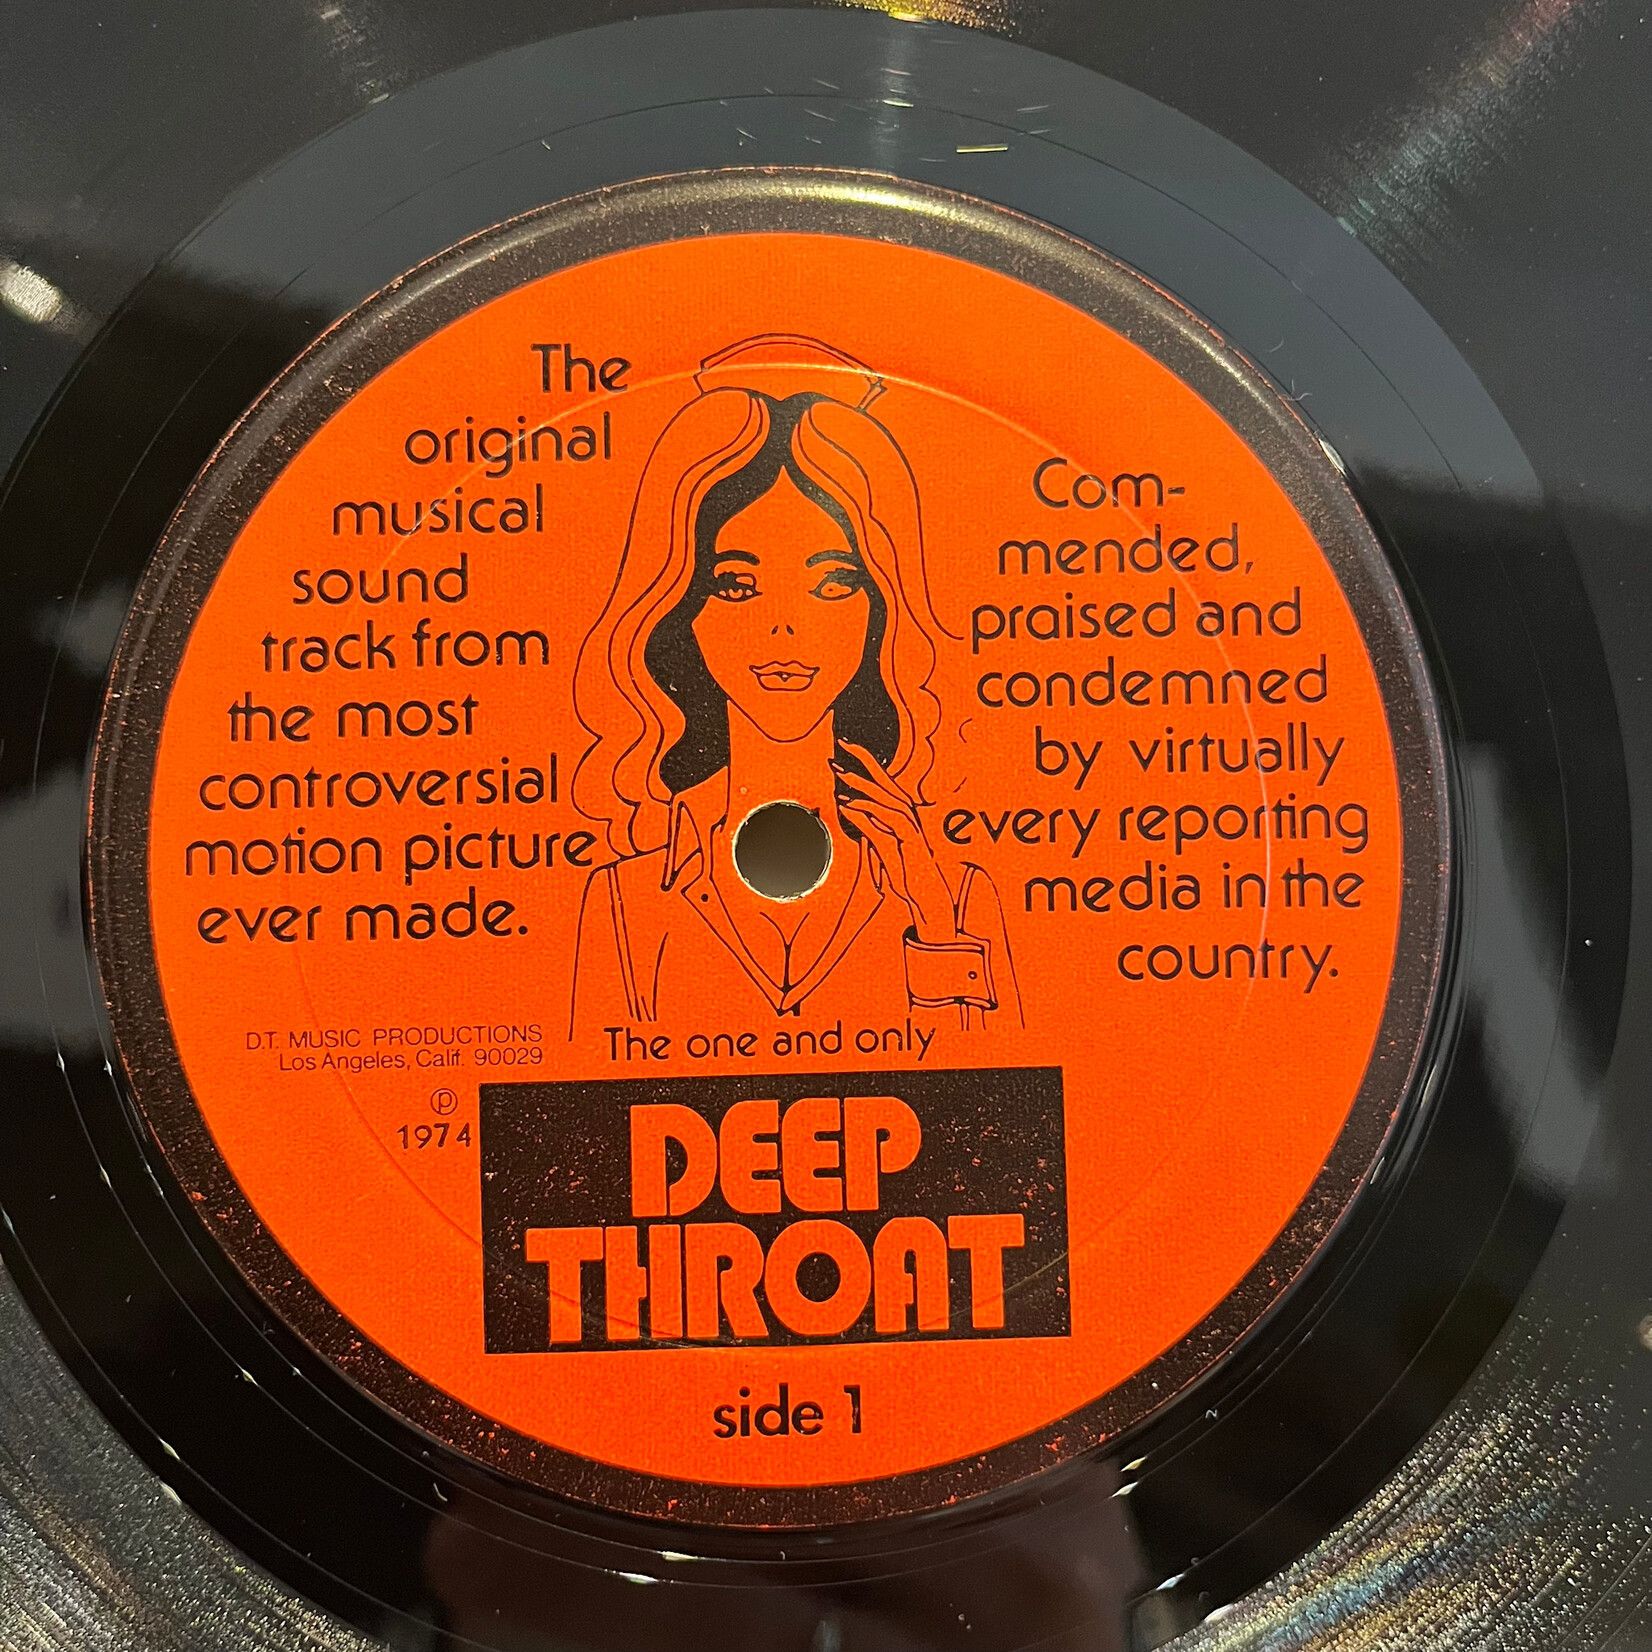 The
original
musical
sound
track from
the most
controversial
motion picture
ever made.
Com-
mended,
praised and
condemned
by virtually
every reporting
media in the
country.
D.T. MUSIC PRODUCTIONS
Los Angeles, Calif. 90029
℗
1974
The one and only
DEEP
THROAT
side 1